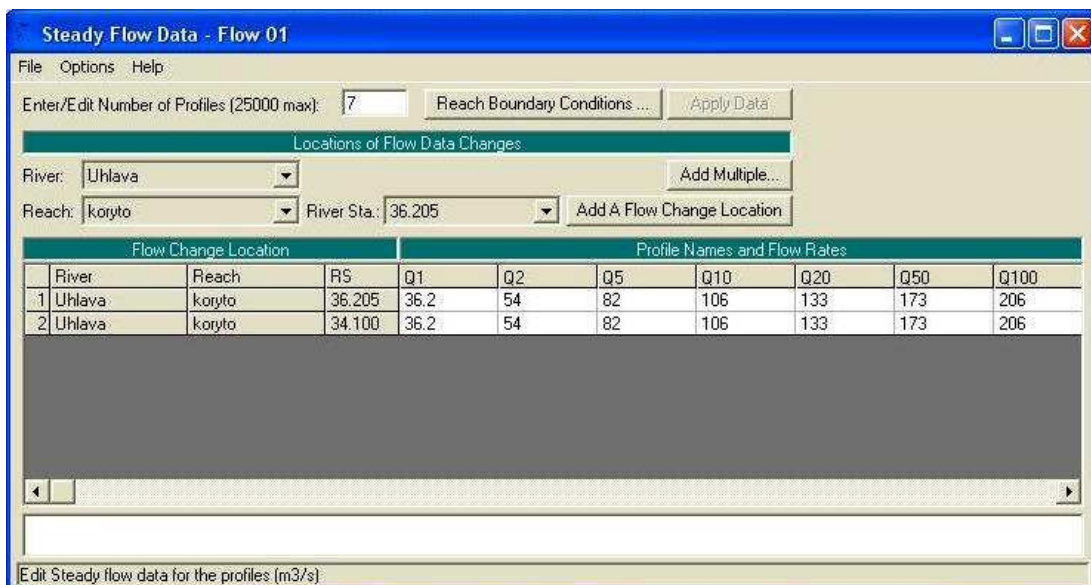 Steady Flow Data - Flow 01
File Options Help
Enter/Edit Number of Profiles (25000 max): 7 Reach Boundary Conditions ... Apply Data
Locations of Flow Data Changes
River: Uhlava Add Multiple...
Reach: koryto River Sta.: 36.205 Add A Flow Change Location
Flow Change Location Profile Names and Flow Rates
River Reach RS Q1 Q2 Q5 Q10 Q20 Q50 Q100
1 Uhlava koryto 36.205 36.2 54 82 106 133 173 206
2 Uhlava koryto 34.100 36.2 54 82 106 133 173 206
Edit Steady flow data for the profiles (m3/s)